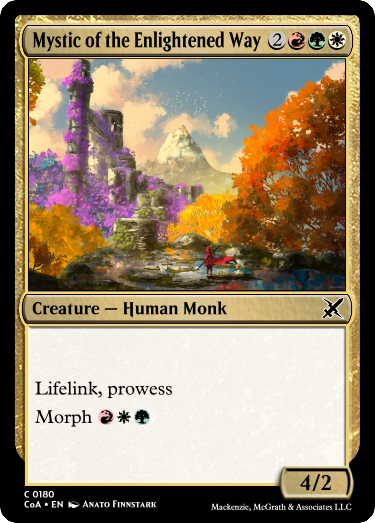 Mystic of the Enlightened Way 2
Creature — Human Monk
Lifelink, prowess
Morph
4/2
C 0180
CoA • EN Anato Finnstark
Mackenzie, McGrath & Associates LLC